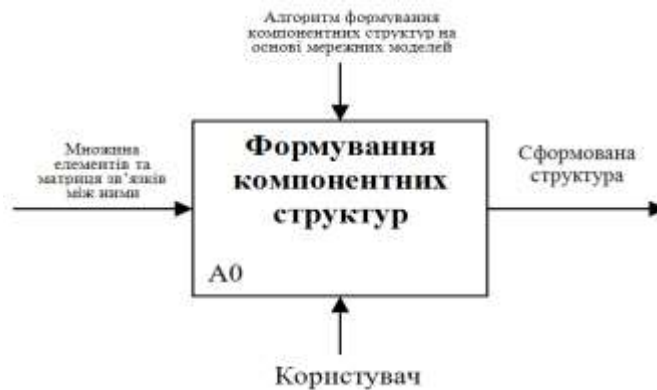 Алгоритм формування
компонентних структур на
основі мережних моделей
Множина
елементів та
матриця зв’язків
між ними
Формування
компонентних
структур
А0
Сформована
структура
Користувач